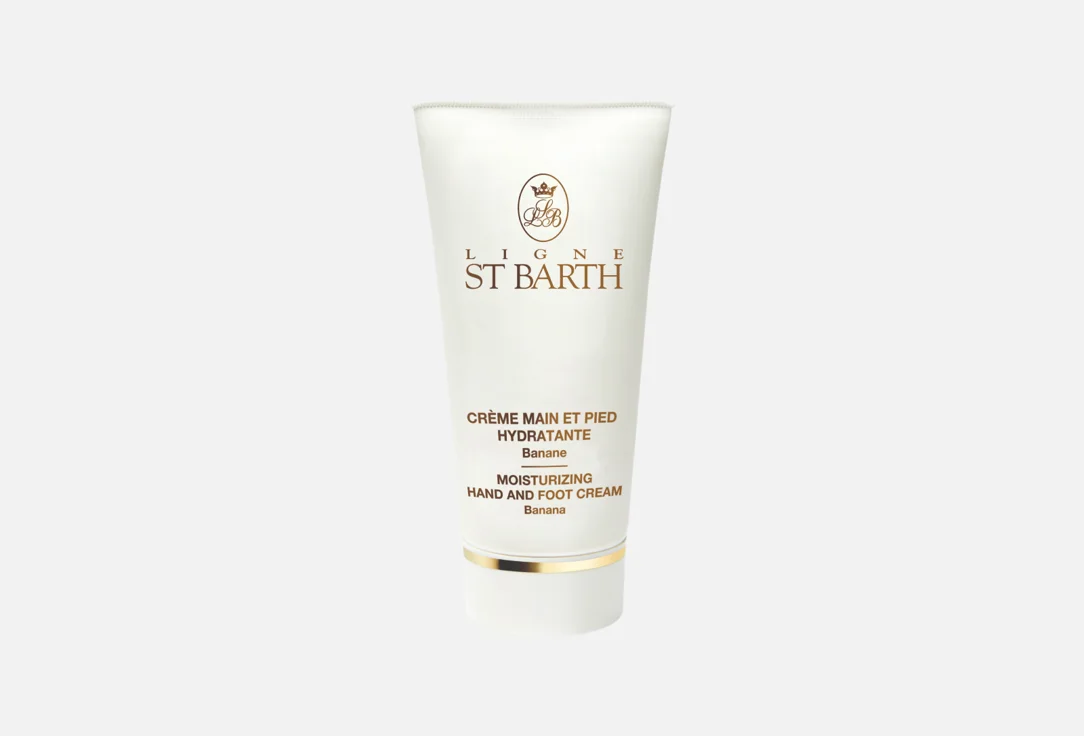 LSB
LIGNE
ST BARTH
CRÈME MAIN ET PIED
HYDRATANTE
Banane
MOISTURIZING
HAND AND FOOT CREAM
Banana